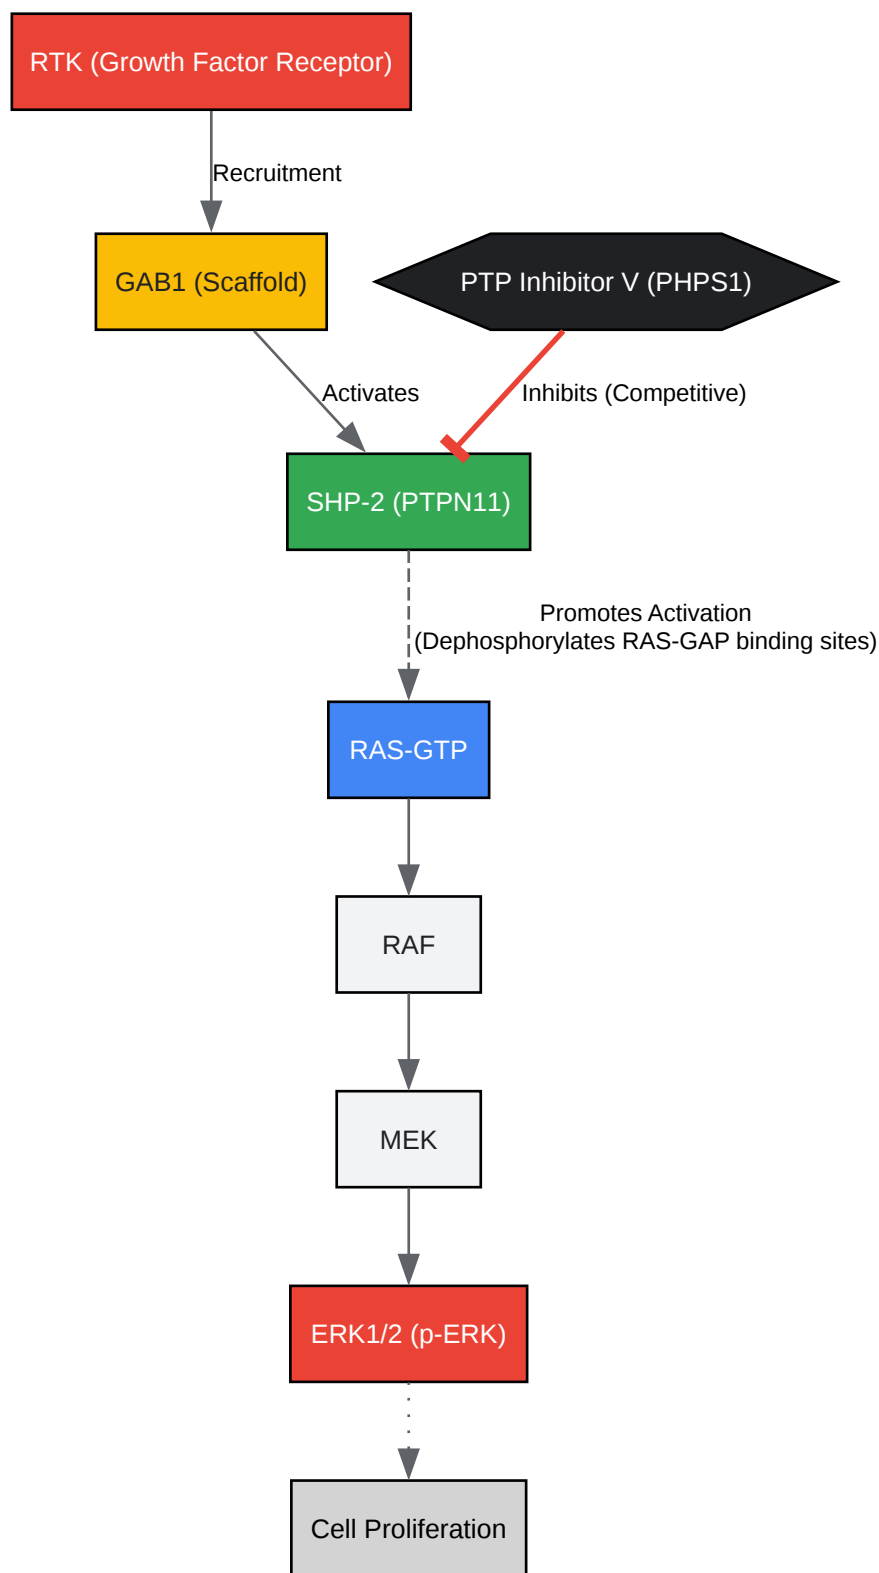 RTK (Growth Factor Receptor)
Recruitment
GAB1 (Scaffold)
PTP Inhibitor V (PHPS1)
Activates
Inhibits (Competitive)
SHP-2 (PTPN11)
Promotes Activation
(Dephosphorylates RAS-GAP binding sites)
RAS-GTP
RAF
MEK
ERK1/2 (p-ERK)
Cell Proliferation